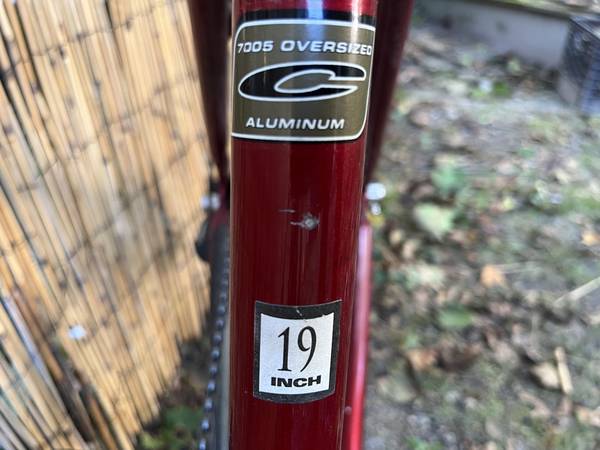 7005 OVERSIZED
ALUMINUM
19
INCH